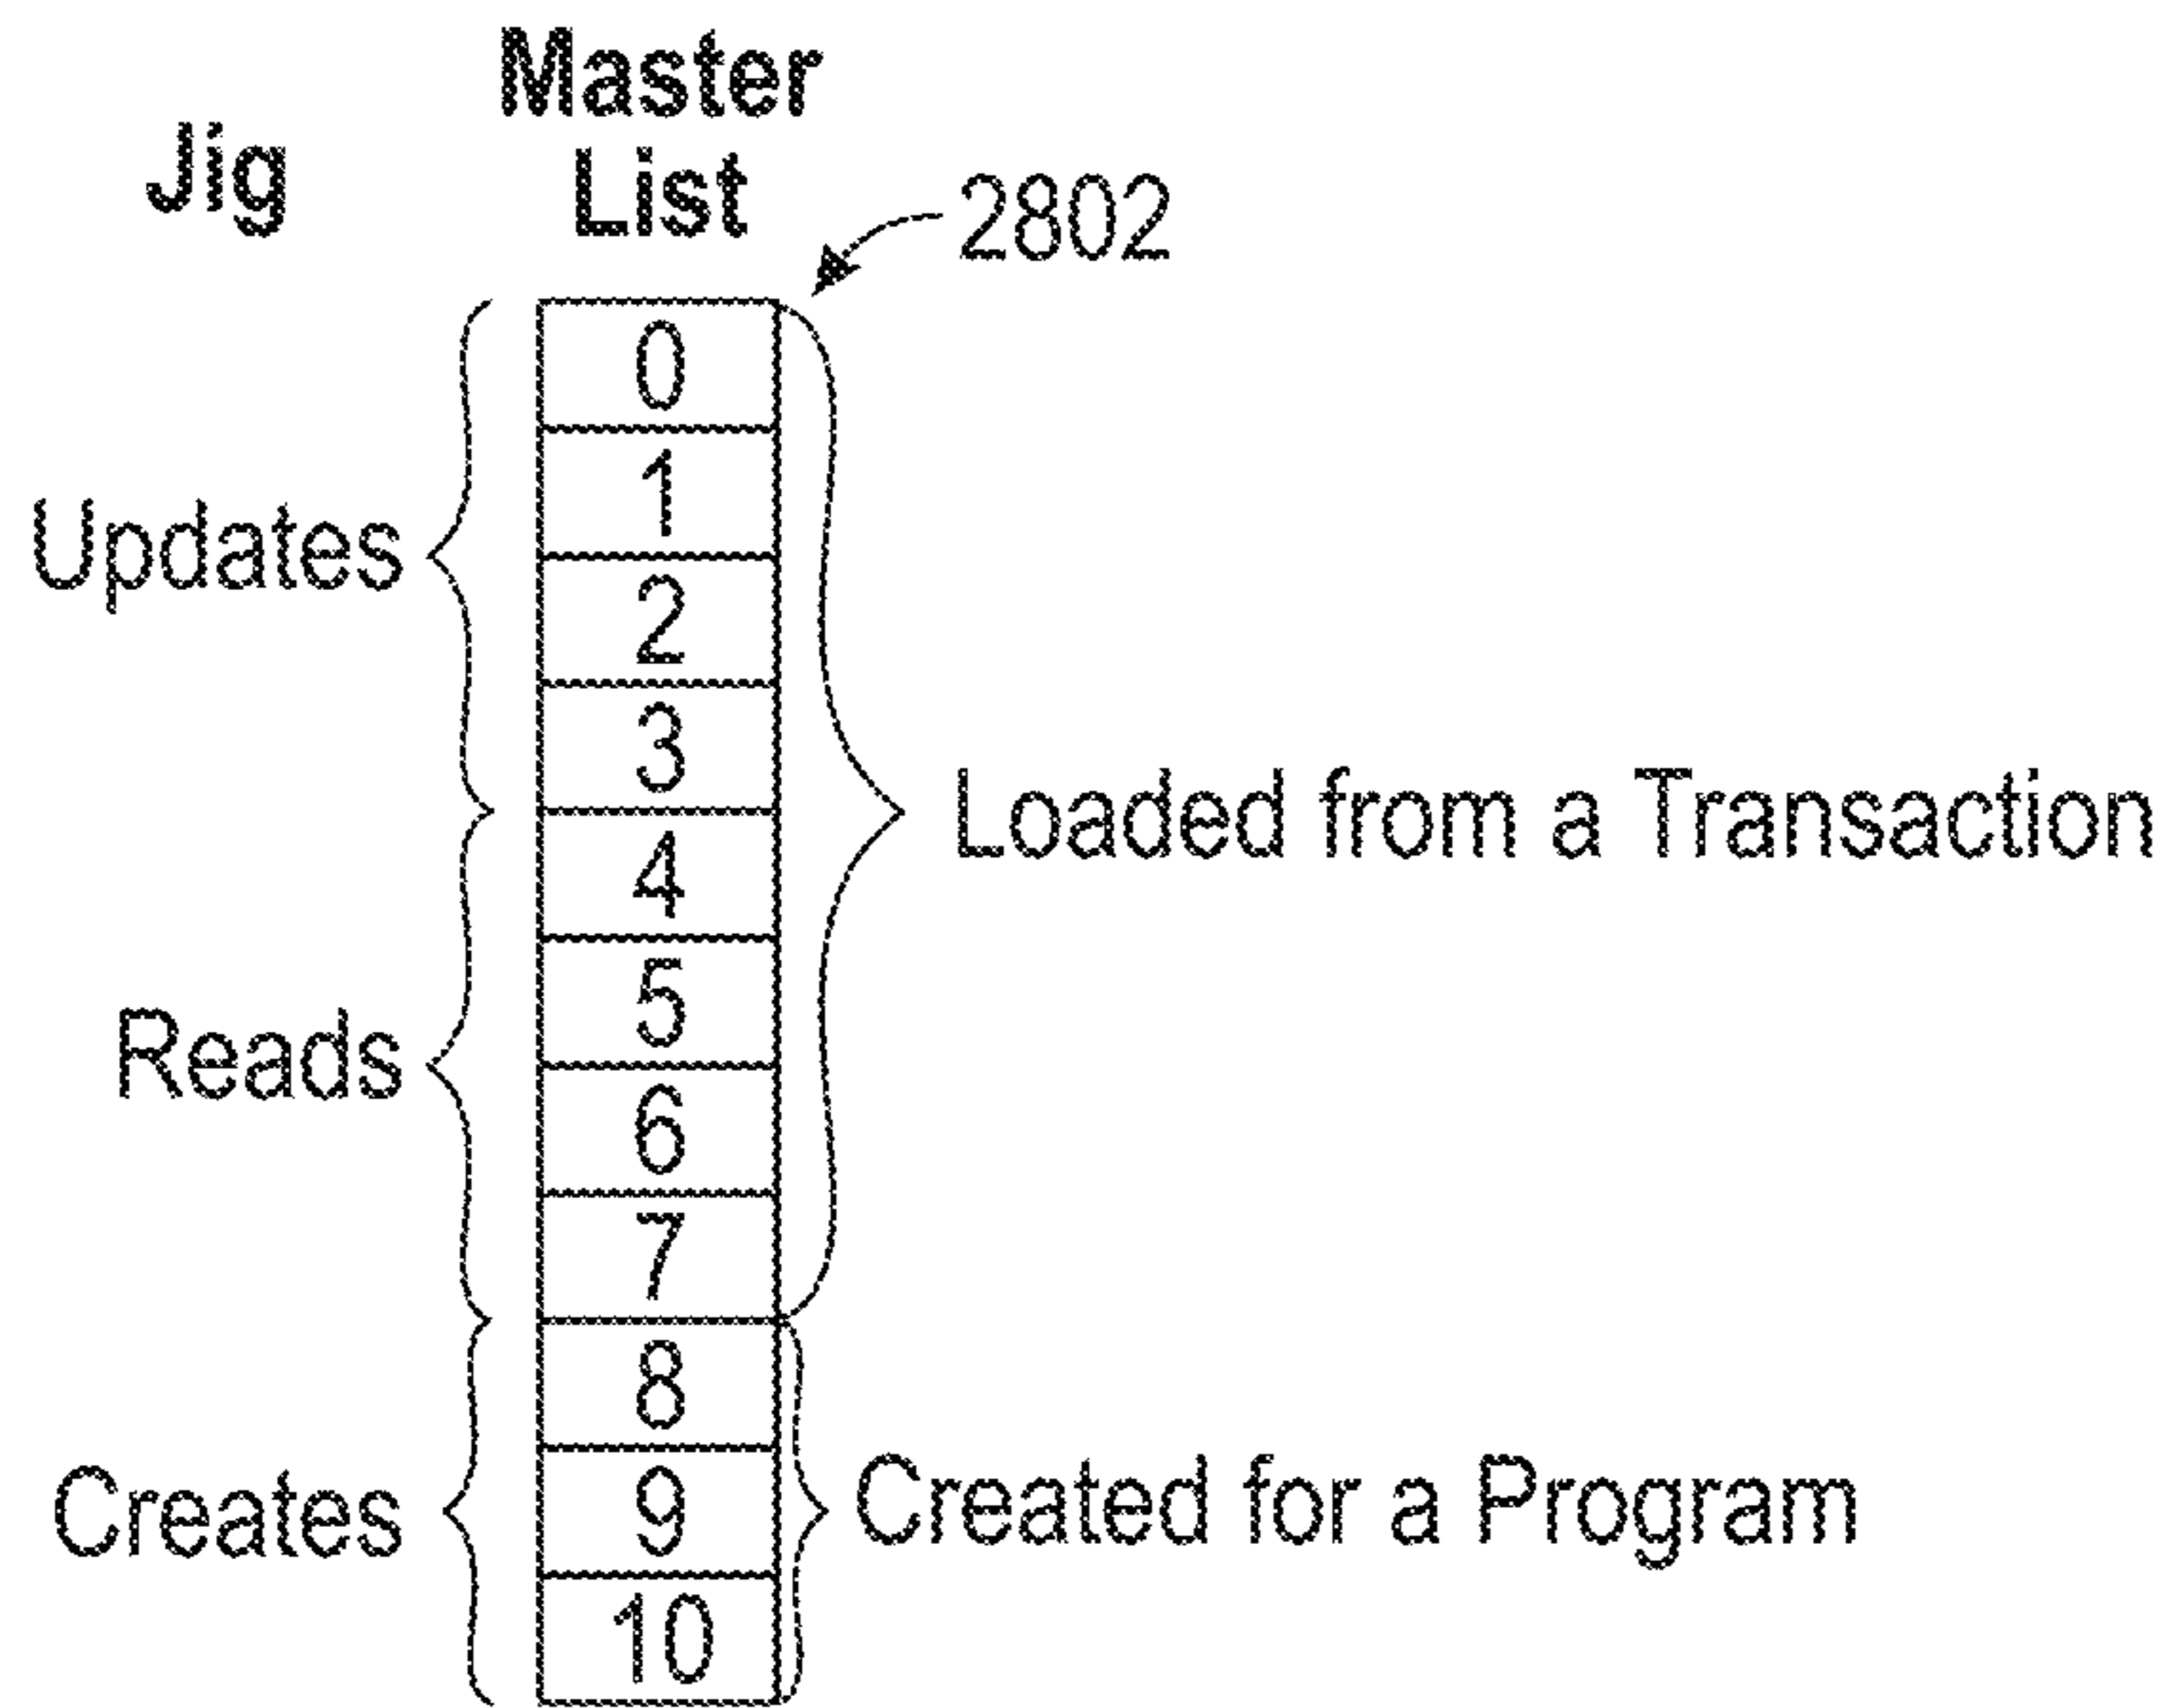 Master
Jig
List
2802
0
1
Updates
2
3
Loaded from a Transaction
4
5
Reads
6
7
8
Creates
9
Created for a Program
10